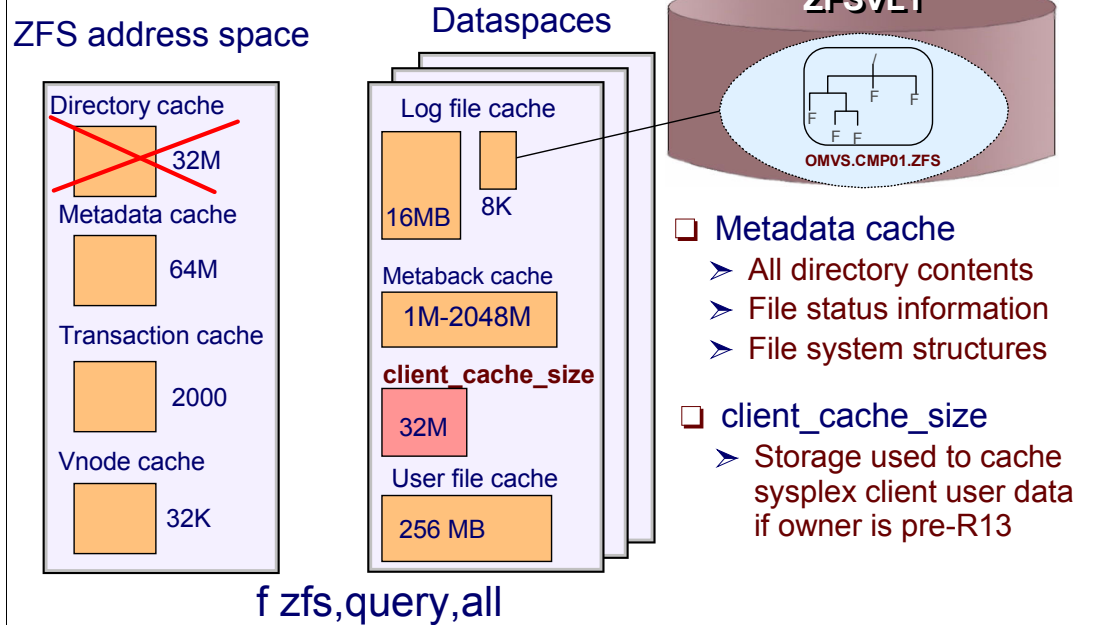 ZFS address space
Directory cache
32M
Metadata cache
64M
Transaction cache
2000
Vnode cache
32K
Dataspaces
Log file cache
16MB
8K
Metaback cache
1M-2048M
client_cache_size
32M
User file cache
256 MB
/
F
F
F
F F
OMVS.CMP01.ZFS
Metadata cache
➢ All directory contents
➢ File status information
➢ File system structures
client_cache_size
➢ Storage used to cache
sysplex client user data
if owner is pre-R13
f zfs,query,all